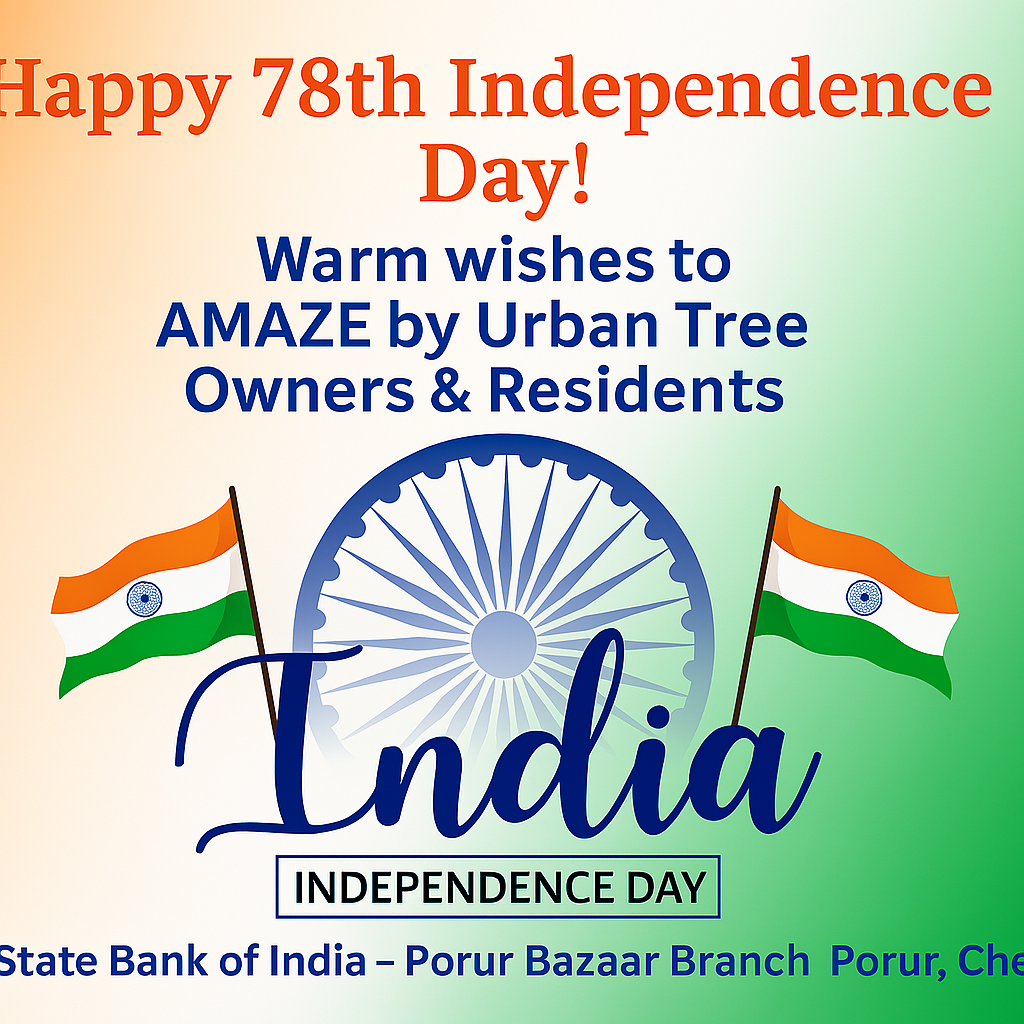 Happy 78th Independence
Day!
Warm wishes to
AMAZE by Urban Tree
Owners & Residents
India
INDEPENDENCE DAY
State Bank of India – Porur Bazaar Branch Porur, Che